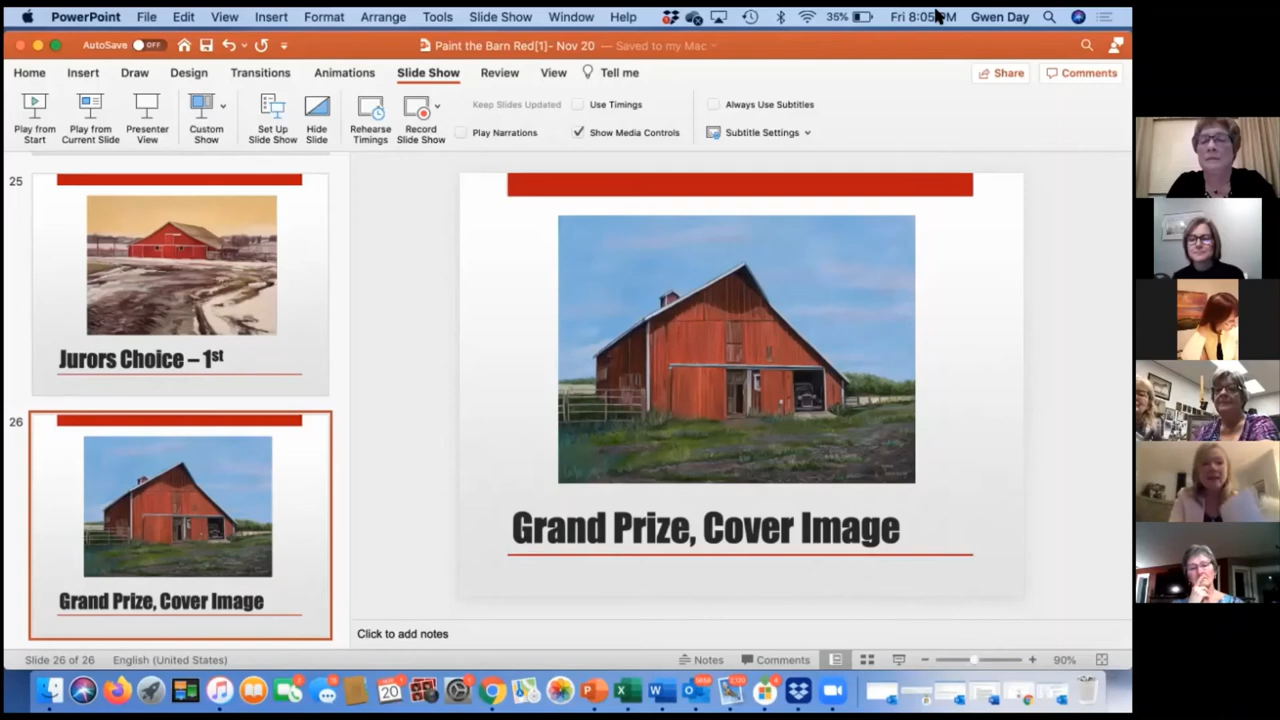 PowerPoint File Edit View Insert Format Arrange Tools Slide Show Window Help 35% Fri 8:05 PM Gwen Day
AutoSave OFF Paint the Barn Red[1]- Nov 20 — Saved to my Mac
Home Insert Draw Design Transitions Animations Slide Show Review View Tell me Share Comments
Play from Start
Play from Current Slide
Presenter View
Custom Show
Set Up Slide Show
Hide Slide
Rehearse Timings
Record Slide Show
Keep Slides Updated Use Timings
Play Narrations Show Media Controls
Always Use Subtitles
Subtitle Settings
25
Jurors Choice – 1st
26
Grand Prize, Cover Image
Grand Prize, Cover Image
Click to add notes
Slide 26 of 26 English (United States) Notes Comments 90%
NOV
20